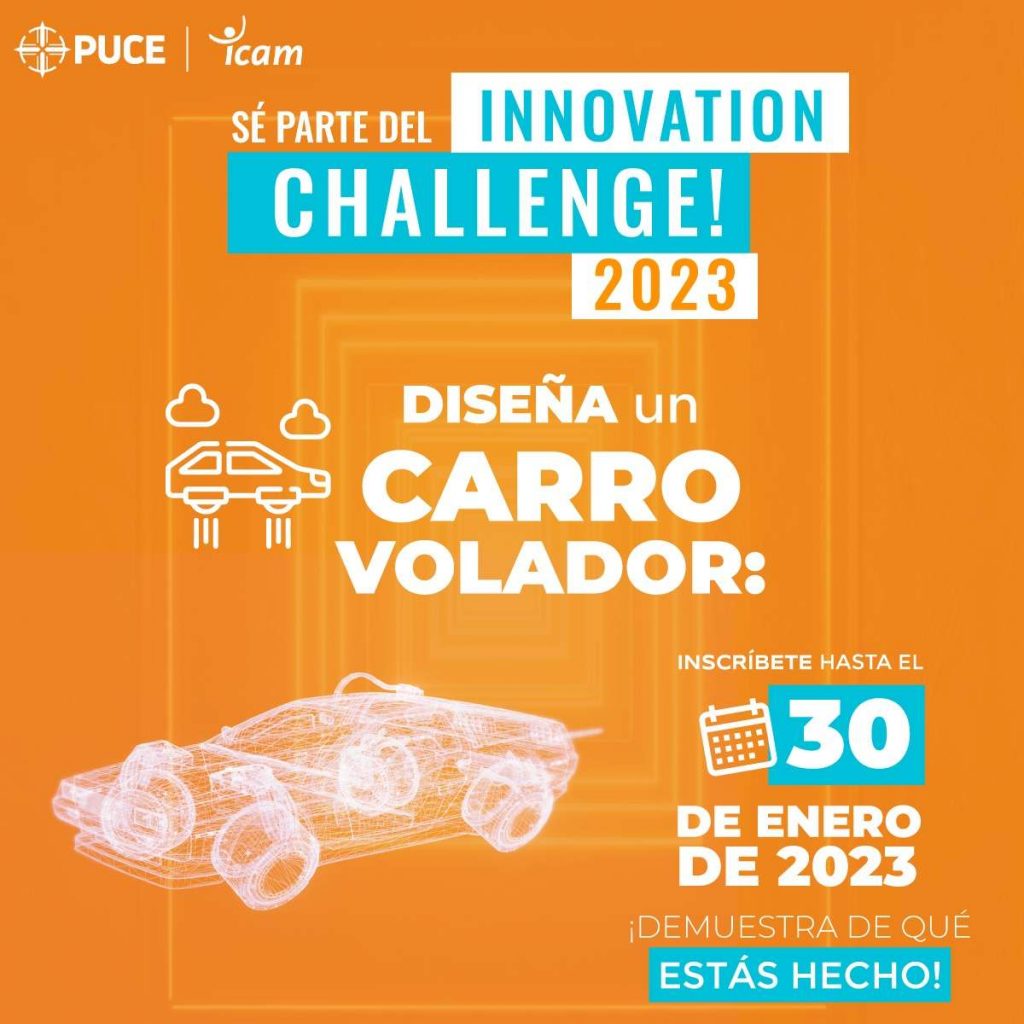 PUCE | icam
SÉ PARTE DEL INNOVATION
CHALLENGE!
2023
DISEÑA un
CARRO
VOLADOR:
INSCRÍBETE HASTA EL
30
DE ENERO
DE 2023
¡DEMUESTRA DE QUÉ
ESTÁS HECHO!